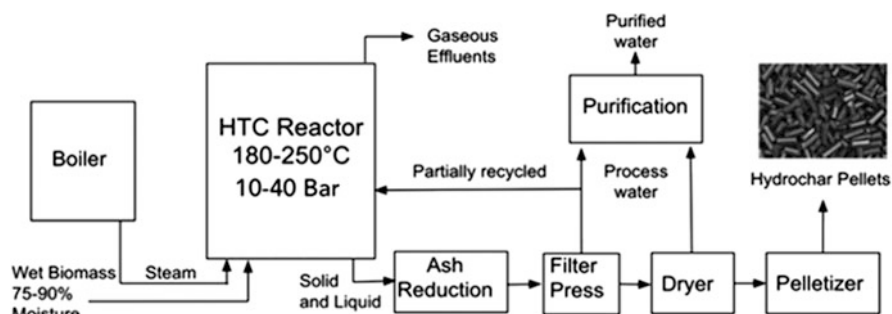 Gaseous
Effluents
Purified
water
Boiler
HTC Reactor
180-250°C
10-40 Bar
Purification
Partially recycled
Process
water
Hydrochar Pellets
Wet Biomass
75-90%
Moisture
Steam
Solid
and Liquid
Ash
Reduction
Filter
Press
Dryer
Pelletizer